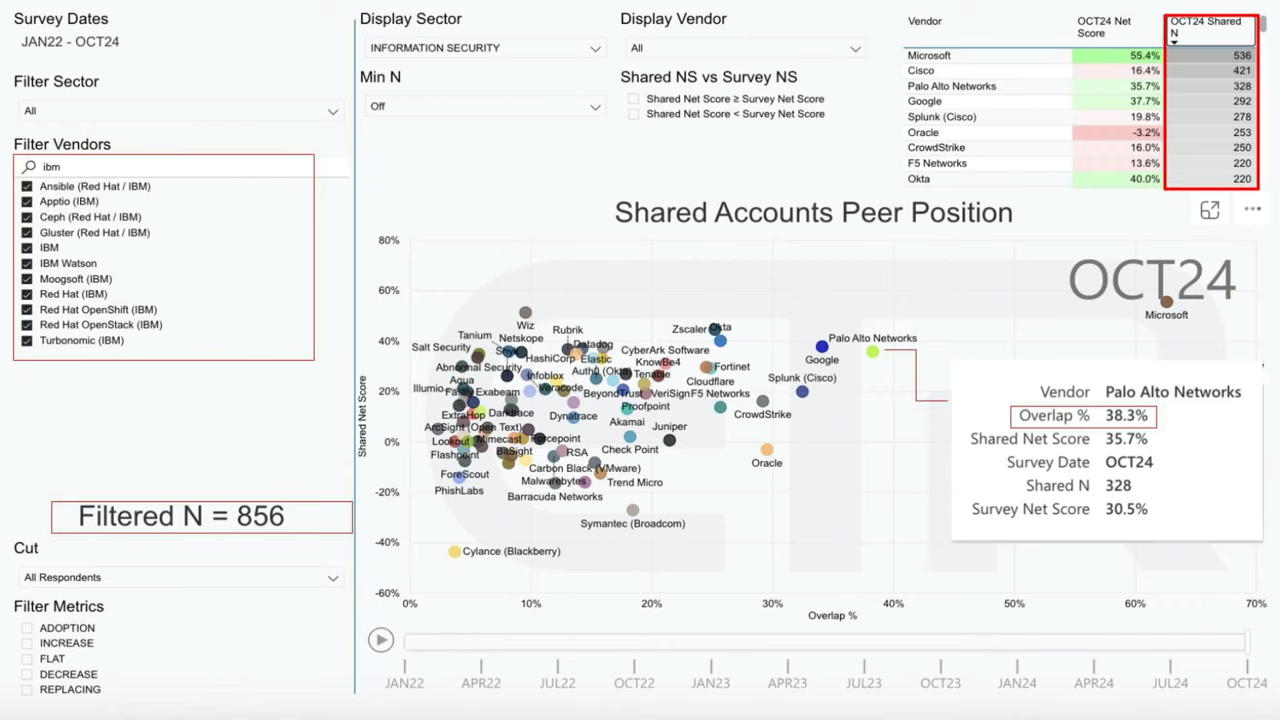 Survey Dates
JAN22 - OCT24
Filter Sector
All
Filter Vendors
ibm
Ansible (Red Hat / IBM)
Apptio (IBM)
Ceph (Red Hat / IBM)
Gluster (Red Hat / IBM)
IBM
IBM Watson
Moogsoft (IBM)
Red Hat (IBM)
Red Hat OpenShift (IBM)
Red Hat OpenStack (IBM)
Turbonomic (IBM)
Filtered N = 856
Cut
All Respondents
Filter Metrics
ADOPTION
INCREASE
FLAT
DECREASE
REPLACING
Display Sector
INFORMATION SECURITY
Min N
Off
Display Vendor
All
Shared NS vs Survey NS
Shared Net Score ≥ Survey Net Score
Shared Net Score < Survey Net Score
Vendor OCT24 Net Score OCT24 Shared N
Microsoft 55.4% 536
Cisco 16.4% 421
Palo Alto Networks 35.7% 328
Google 37.7% 292
Splunk (Cisco) 19.8% 278
Oracle -3.2% 253
CrowdStrike 16.0% 250
F5 Networks 13.6% 220
Okta 40.0% 220
Shared Accounts Peer Position
OCT24
Shared Net Score
80%
60%
40%
20%
0%
-20%
-40%
-60%
Microsoft
Wiz
Rubrik
Zscaler
Okta
Tanium
Netskope
Datadog
Palo Alto Networks
Salt Security
Snyk
HashiCorp
Elastic
CyberArk Software
Google
Abnormal Security
KnowBe4
Fortinet
Aqua
Infoblox
Auth0 (Okta)
Tenable
Cloudflare
Splunk (Cisco)
Illumio
Fastly
Exabeam
Veracode
BeyondTrust
VeriSign
F5 Networks
ExtraHop
Darktrace
Dynatrace
Proofpoint
CrowdStrike
ArcSight (Open Text)
Akamai
Juniper
Lookout
Mimecast
Forcepoint
Flashpoint
BitSight
RSA
Check Point
Oracle
ForeScout
Carbon Black (VMware)
PhishLabs
Malwarebytes
Trend Micro
Barracuda Networks
Symantec (Broadcom)
Cylance (Blackberry)
Vendor Palo Alto Networks
Overlap % 38.3%
Shared Net Score 35.7%
Survey Date OCT24
Shared N 328
Survey Net Score 30.5%
0% 10% 20% 30% 40% 50% 60% 70%
Overlap %
JAN22 APR22 JUL22 OCT22 JAN23 APR23 JUL23 OCT23 JAN24 APR24 JUL24 OCT24